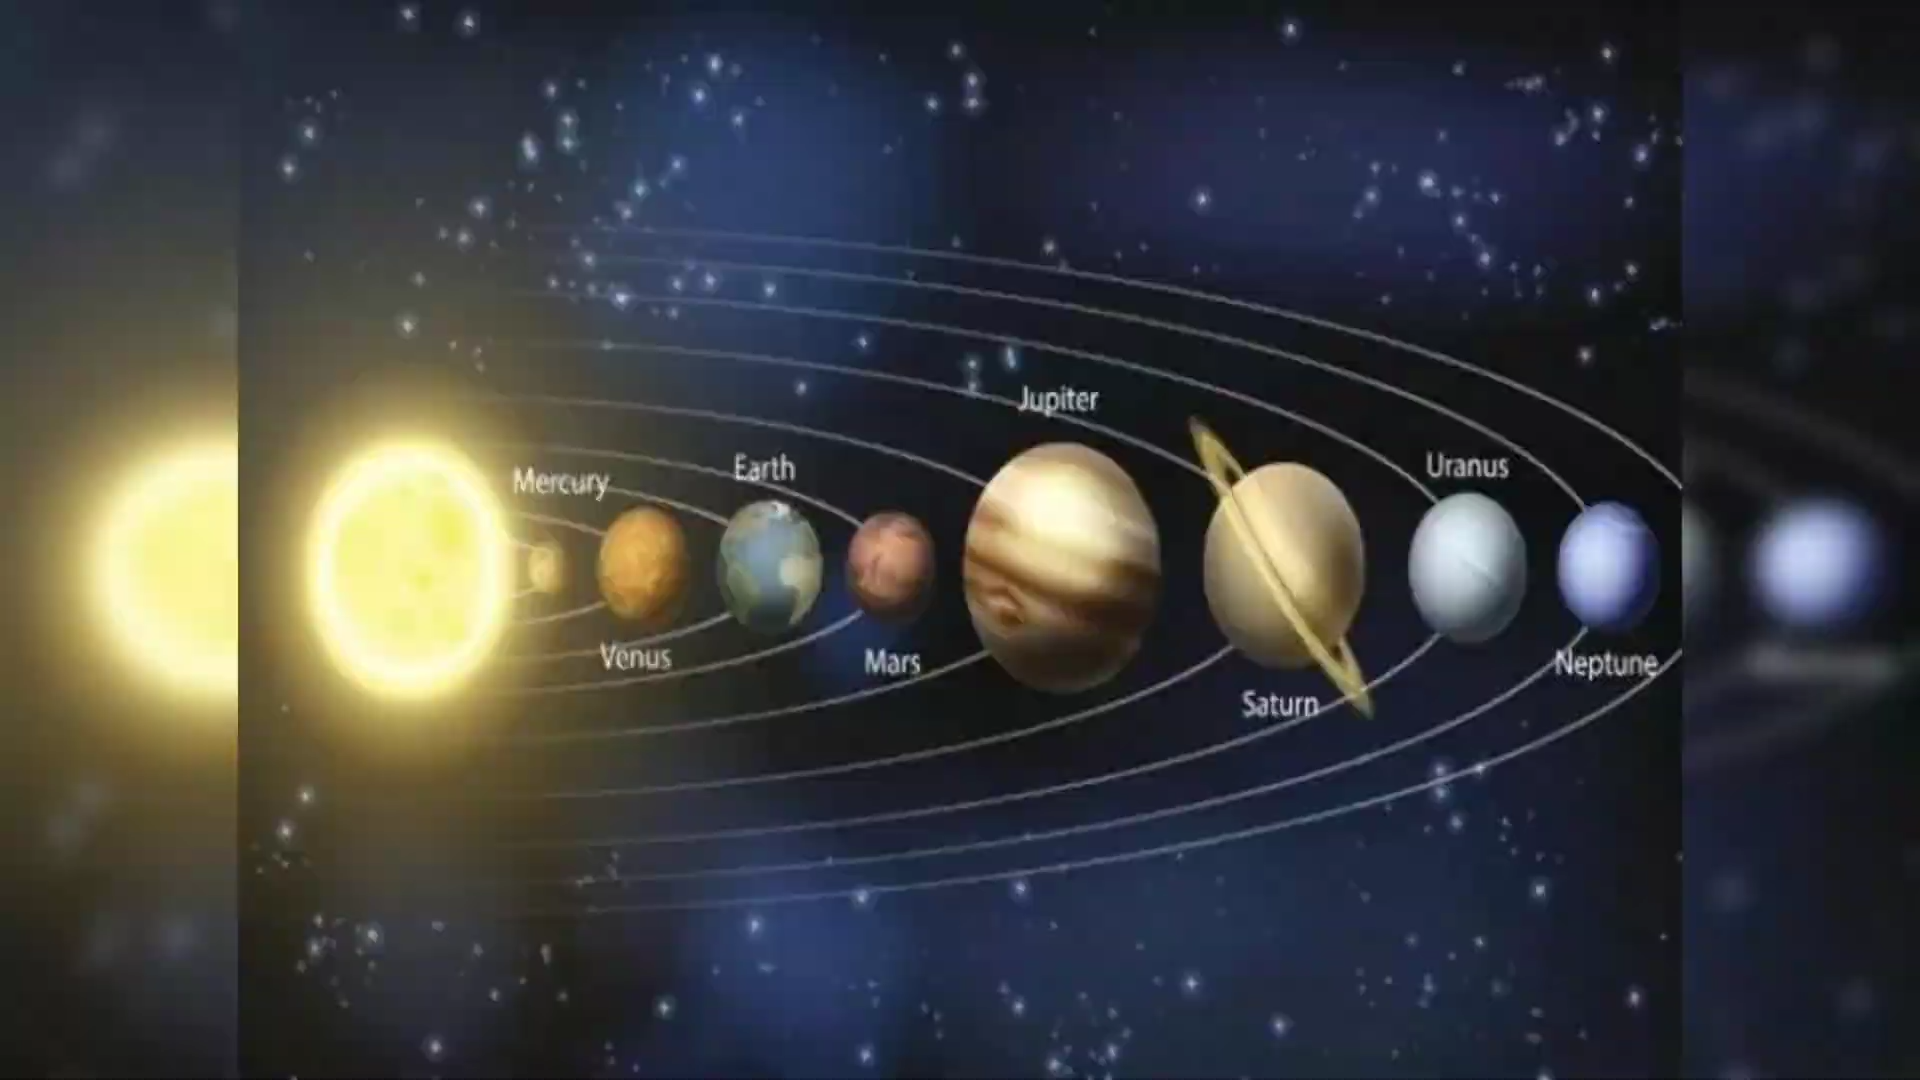 Mercury
Venus
Earth
Mars
Jupiter
Saturn
Uranus
Neptune